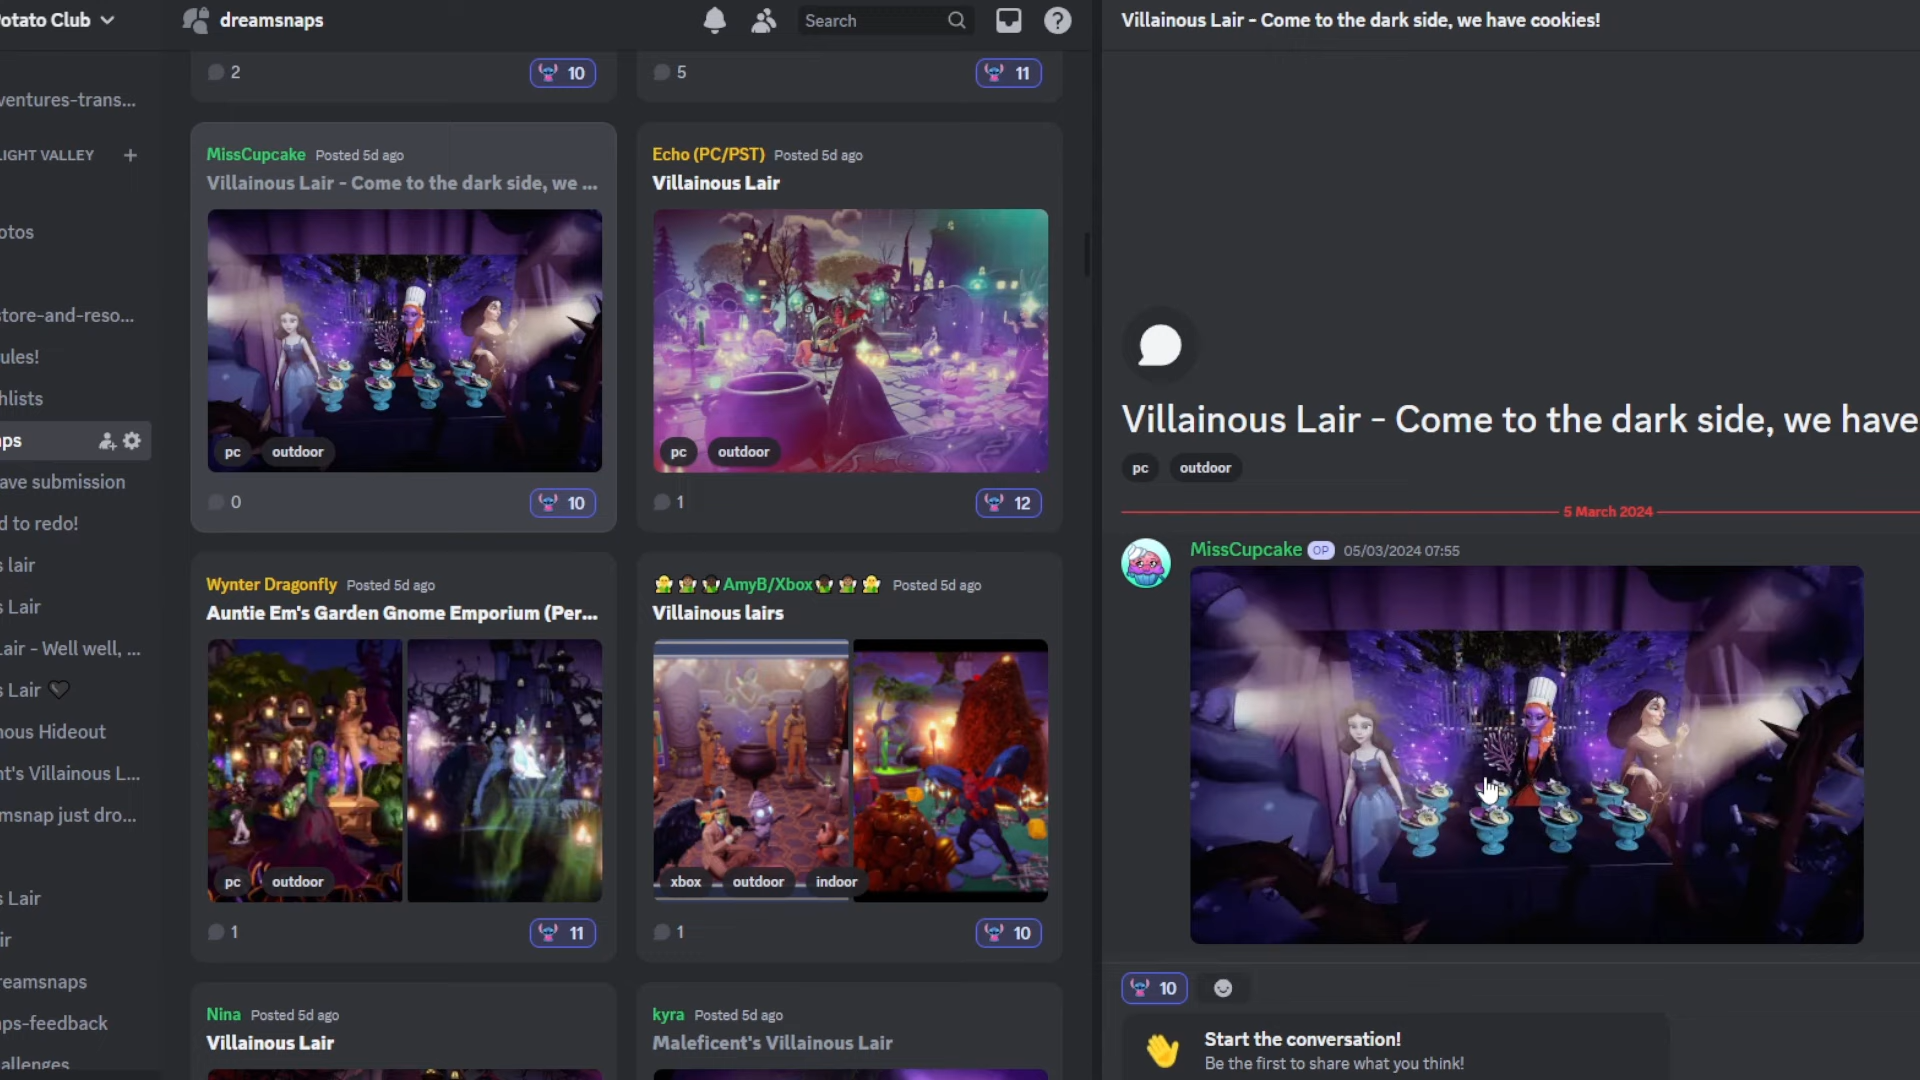 otato Club
ventures-trans...
IGHT VALLEY
otos
store-and-reso...
ules!
hlists
aps
ave submission
d to redo!
s lair
s Lair
air - Well well, ...
s Lair 🖤
nous Hideout
nt's Villainous L...
msnap just dro...
s Lair
ir
reamsnaps
ps-feedback
allenges
dreamsnaps
Search
2
10
5
11
MissCupcake Posted 5d ago
Villainous Lair - Come to the dark side, we ...
pc outdoor
0
10
Echo (PC/PST) Posted 5d ago
Villainous Lair
pc outdoor
1
12
Wynter Dragonfly Posted 5d ago
Auntie Em's Garden Gnome Emporium (Per...
pc outdoor
1
11
AmyB/Xbox Posted 5d ago
Villainous lairs
xbox outdoor indoor
1
10
Nina Posted 5d ago
Villainous Lair
kyra Posted 5d ago
Maleficent's Villainous Lair
Villainous Lair - Come to the dark side, we have cookies!
Villainous Lair - Come to the dark side, we have
pc outdoor
5 March 2024
MissCupcake OP 05/03/2024 07:55
10
Start the conversation!
Be the first to share what you think!